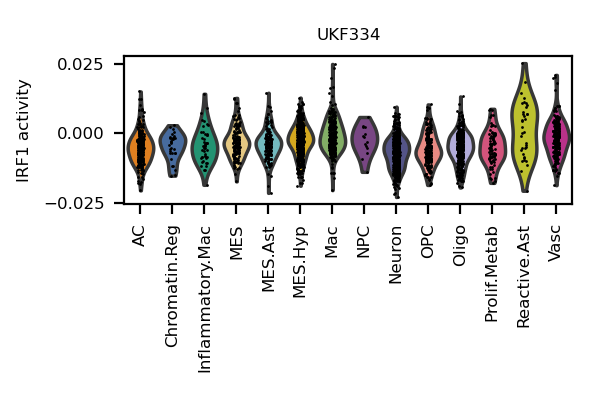 UKF334
IRF1 activity
0.025
0.000
−0.025
AC
Chromatin.Reg
Inflammatory.Mac
MES
MES.Ast
MES.Hyp
Mac
NPC
Neuron
OPC
Oligo
Prolif.Metab
Reactive.Ast
Vasc